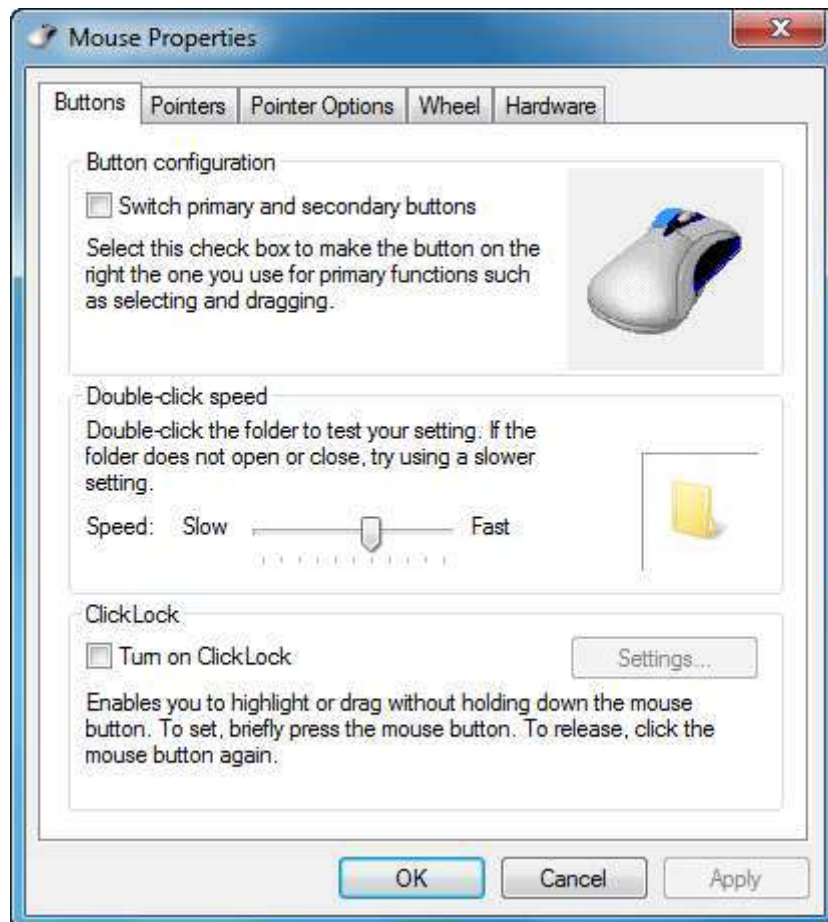 Mouse Properties
Buttons Pointers Pointer Options Wheel Hardware
Button configuration
Switch primary and secondary buttons
Select this check box to make the button on the
right the one you use for primary functions such
as selecting and dragging.
Double-click speed
Double-click the folder to test your setting. If the
folder does not open or close, try using a slower
setting.
Speed: Slow Fast
ClickLock
Turn on ClickLock Settings...
Enables you to highlight or drag without holding down the mouse
button. To set, briefly press the mouse button. To release, click the
mouse button again.
OK Cancel Apply